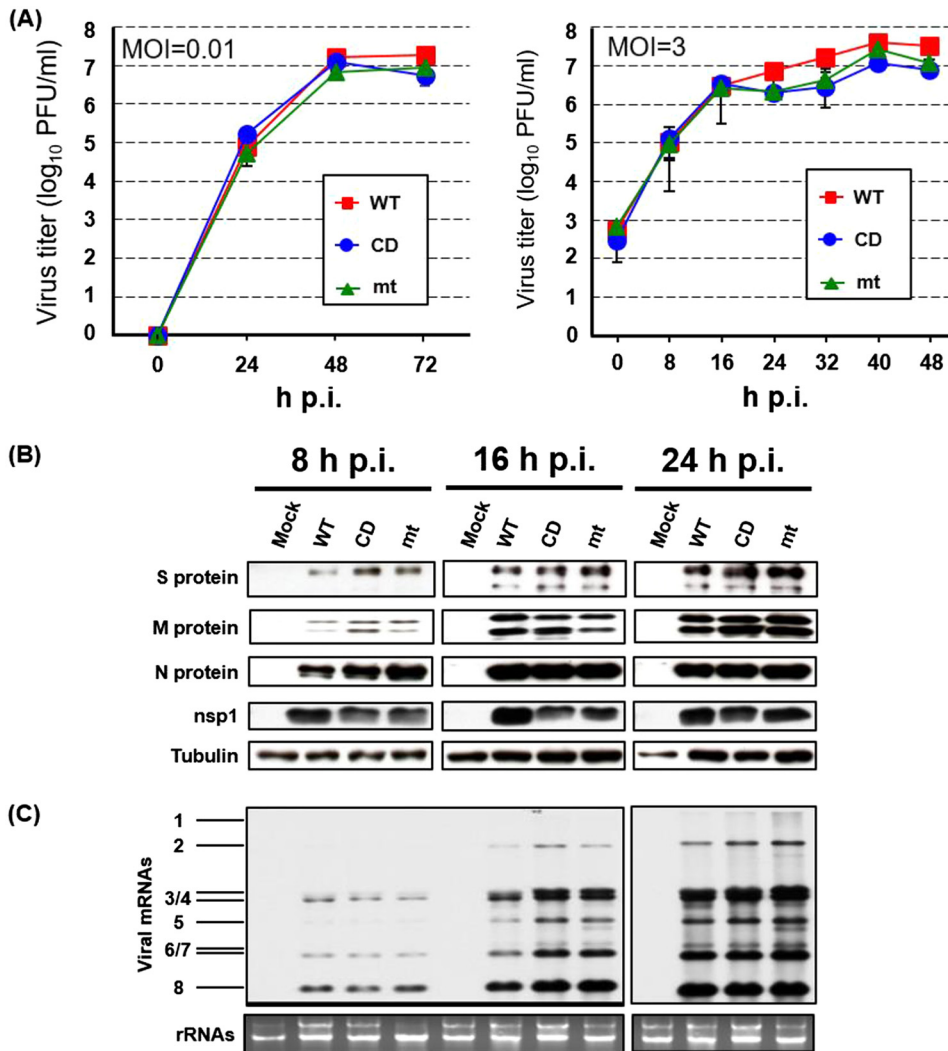 (A)
MOI=0.01
Virus titer (log10 PFU/ml)
8
7
6
5
4
3
2
1
0
WT
CD
mt
0 24 48 72
h p.i.
MOI=3
Virus titer (log10 PFU/ml)
8
7
6
5
4
3
2
1
0
WT
CD
mt
0 8 16 24 32 40 48
h p.i.
(B)
8 h p.i. 16 h p.i. 24 h p.i.
Mock WT CD mt Mock WT CD mt Mock WT CD mt
S protein
M protein
N protein
nsp1
Tubulin
(C)
Viral mRNAs
1
2
3/4
5
6/7
8
rRNAs